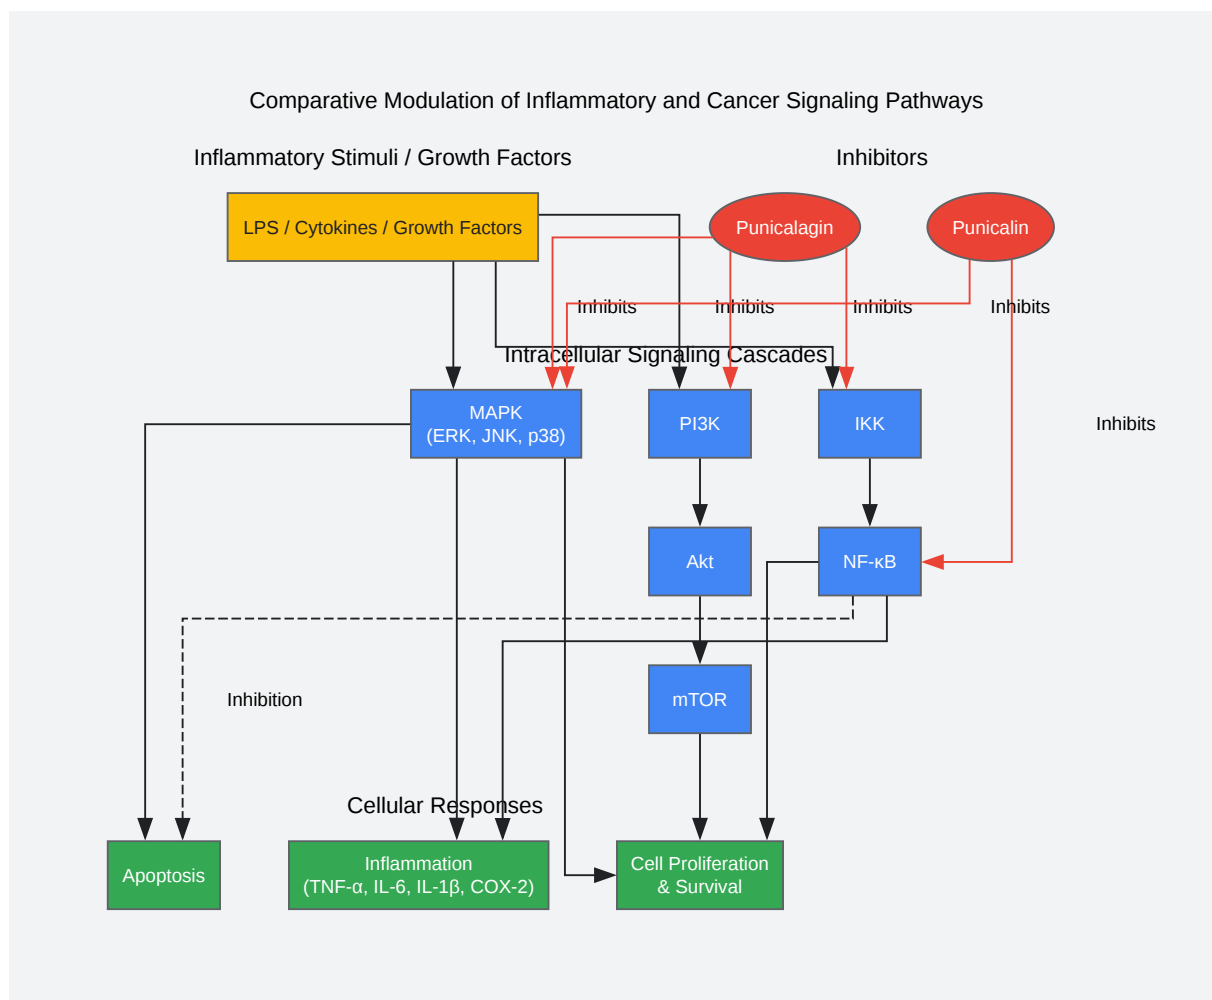 Comparative Modulation of Inflammatory and Cancer Signaling Pathways
Inflammatory Stimuli / Growth Factors
Inhibitors
LPS / Cytokines / Growth Factors
Punicalagin
Punicalin
Inhibits
Inhibits
Inhibits
Inhibits
Intracellular Signaling Cascades
MAPK
(ERK, JNK, p38)
PI3K
IKK
Inhibits
Akt
NF-κB
Inhibition
mTOR
Cellular Responses
Apoptosis
Inflammation
(TNF-α, IL-6, IL-1β, COX-2)
Cell Proliferation
& Survival